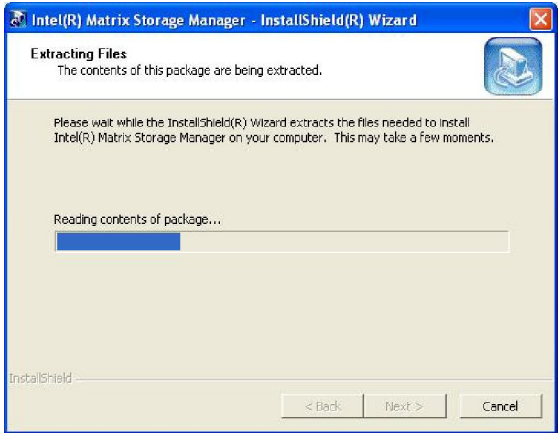 Intel(R) Matrix Storage Manager - InstallShield(R) Wizard
Extracting Files
The contents of this package are being extracted.
Please wait while the InstallShield(R) Wizard extracts the files needed to install
Intel(R) Matrix Storage Manager on your computer. This may take a few moments.
Reading contents of package...
InstallShield
< Back Next > Cancel